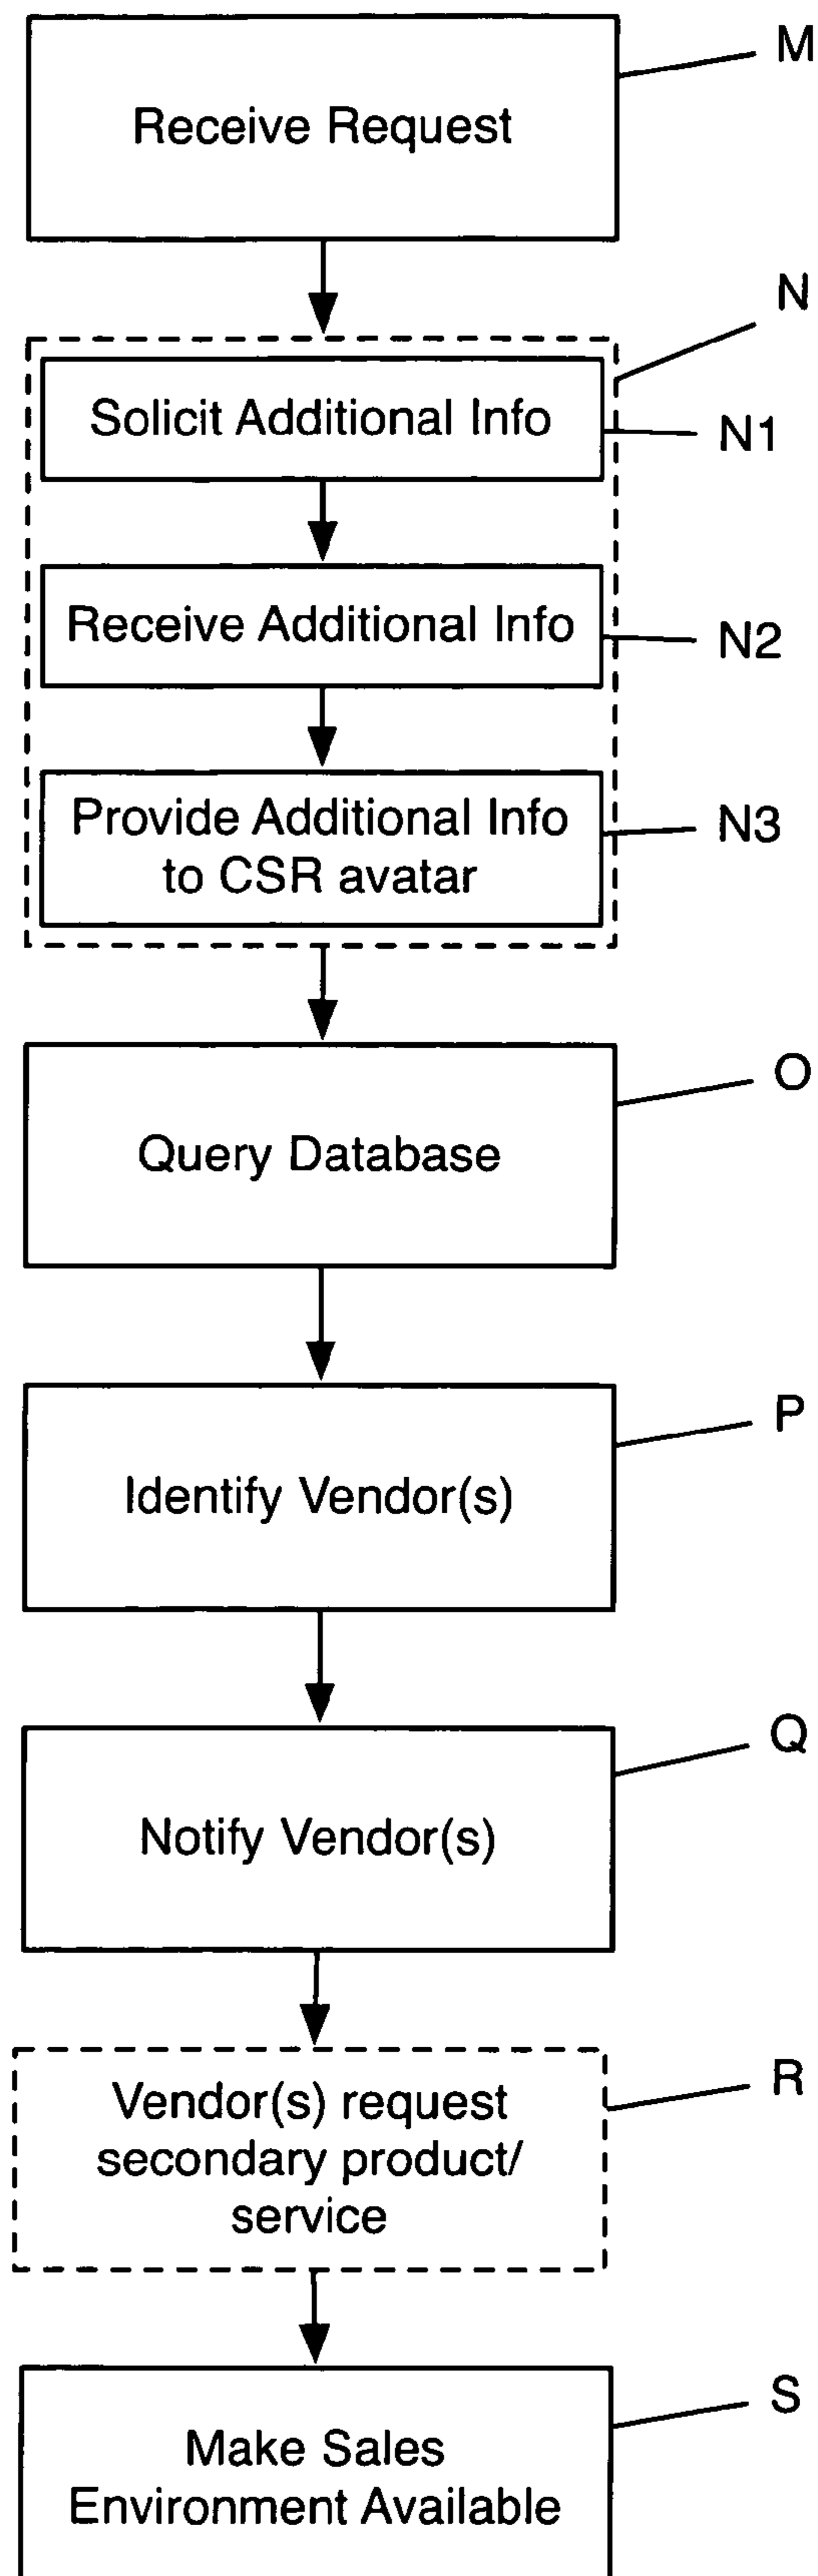 Receive Request
M
N
Solicit Additional Info
N1
Receive Additional Info
N2
Provide Additional Info
to CSR avatar
N3
Query Database
O
Identify Vendor(s)
P
Notify Vendor(s)
Q
Vendor(s) request
secondary product/
service
R
Make Sales
Environment Available
S